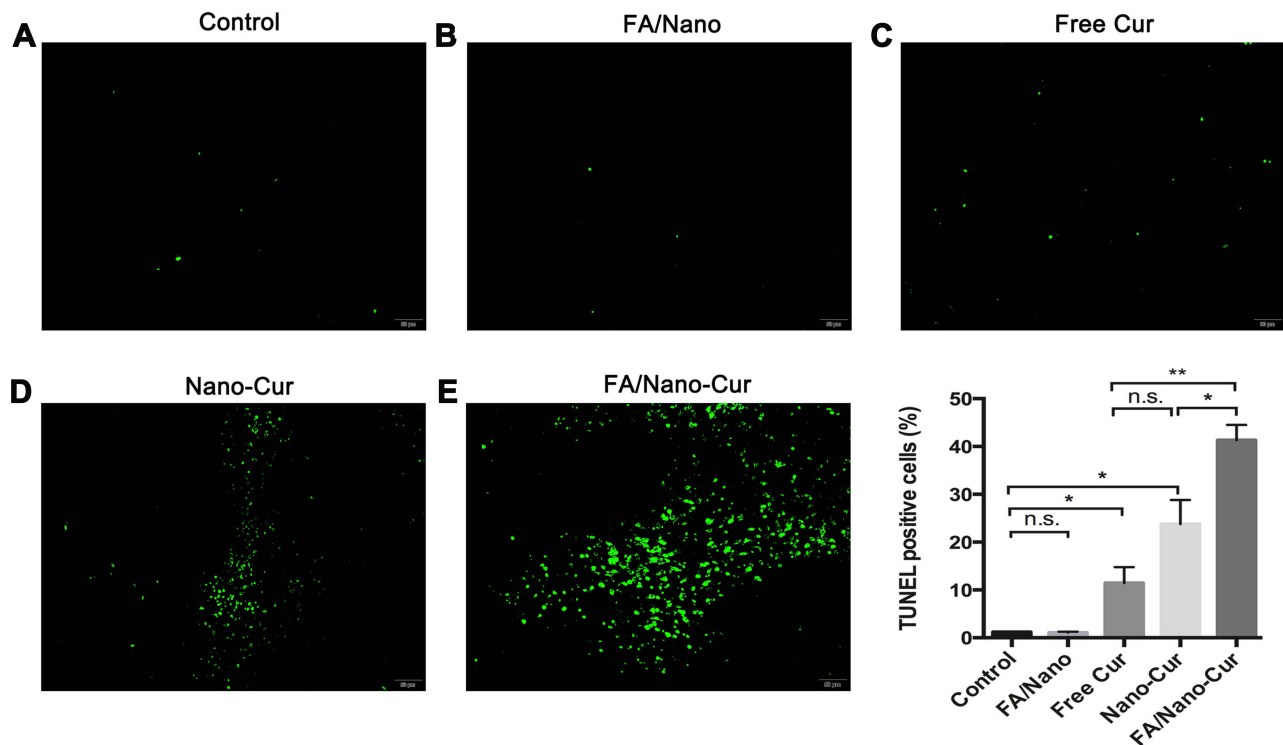 A Control
B FA/Nano
C Free Cur
D Nano-Cur
E FA/Nano-Cur
TUNEL positive cells (%)
50
40
30
20
10
0
**
n.s. *
*
*
n.s.
Control
FA/Nano
Free Cur
Nano-Cur
FA/Nano-Cur